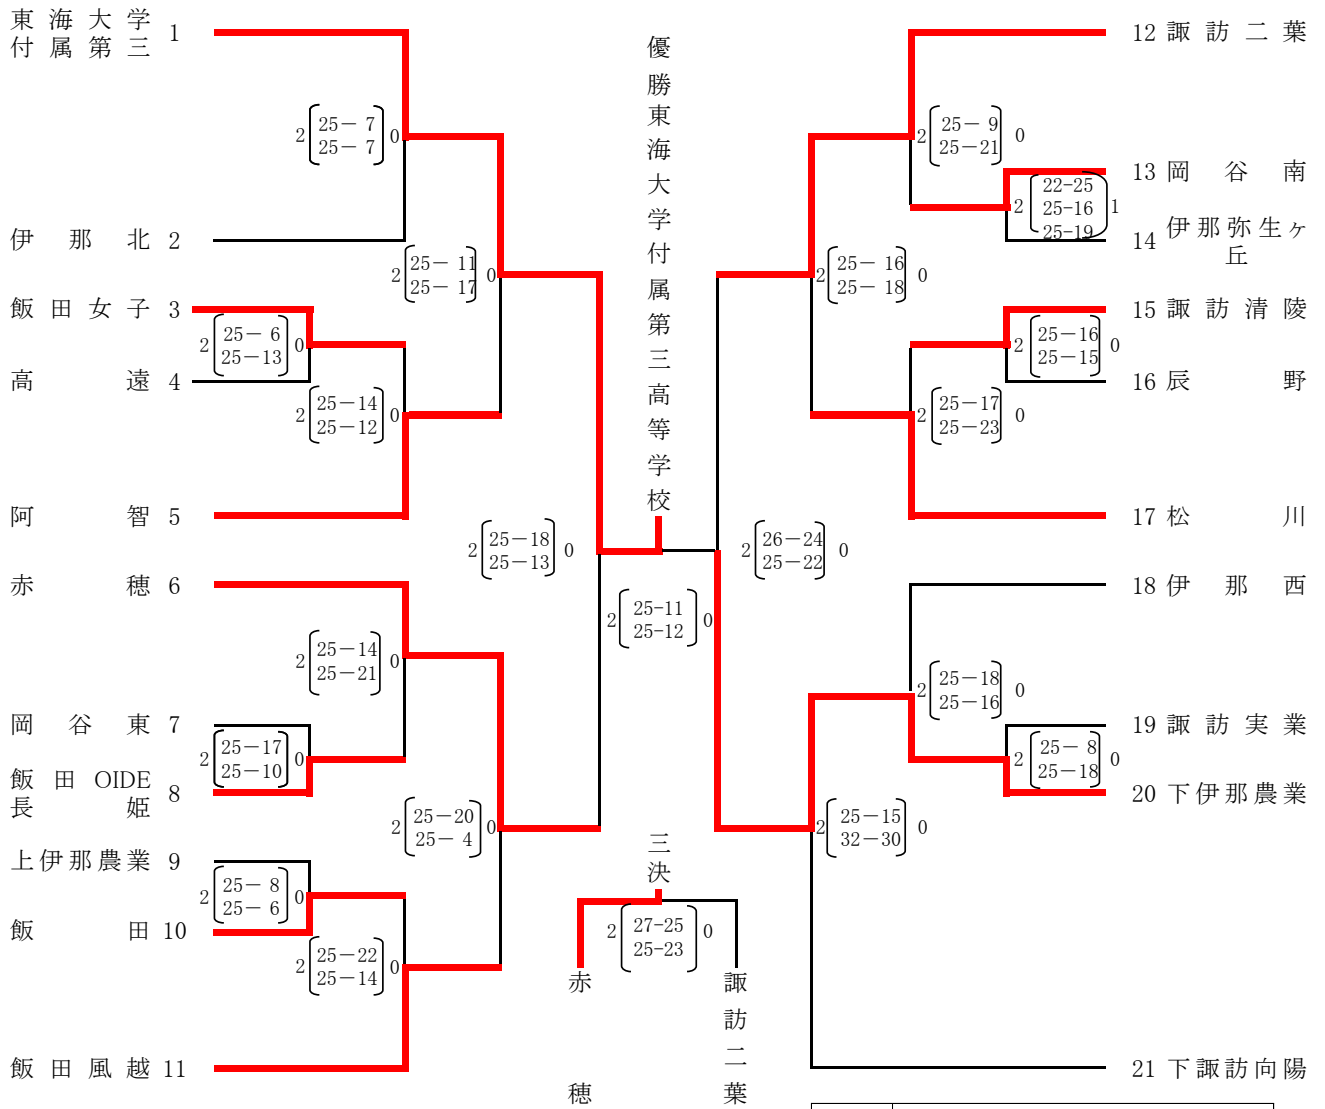 東海大学
付属第三 1
2 25－ 7 0
25－ 7
伊那北 2
2 25－ 11 0
25－ 17
飯田女子 3
2 25－ 6 0
25－13
高遠 4
2 25－14 0
25－12
阿智 5
2 25－18 0
25－13
赤穂 6
2 25－14 0
25－21
岡谷東 7
2 25－17 0
25－10
飯田 OIDE
長姫 8
2 25－20 0
25－ 4
上伊那農業 9
2 25－ 8 0
25－ 6
飯田 10
2 25－22 0
25－14
飯田風越 11
優勝東海大学付属第三高等学校
2 25-11 0
25-12
三決
2 27-25 0
25-23
赤穂
諏訪二葉
12 諏訪二葉
2 25－ 9 0
25－21
13 岡谷南
2 22-25 1
25-16
25-19
14 伊那弥生ヶ
丘
2 25－ 16 0
25－ 18
15 諏訪清陵
2 25－16 0
25－15
16 辰野
2 25－17 0
25－23
17 松川
2 26－24 0
25－22
18 伊那西
2 25－18 0
25－16
19 諏訪実業
2 25－ 8 0
25－18
20 下伊那農業
2 25－15 0
32－30
21 下諏訪向陽